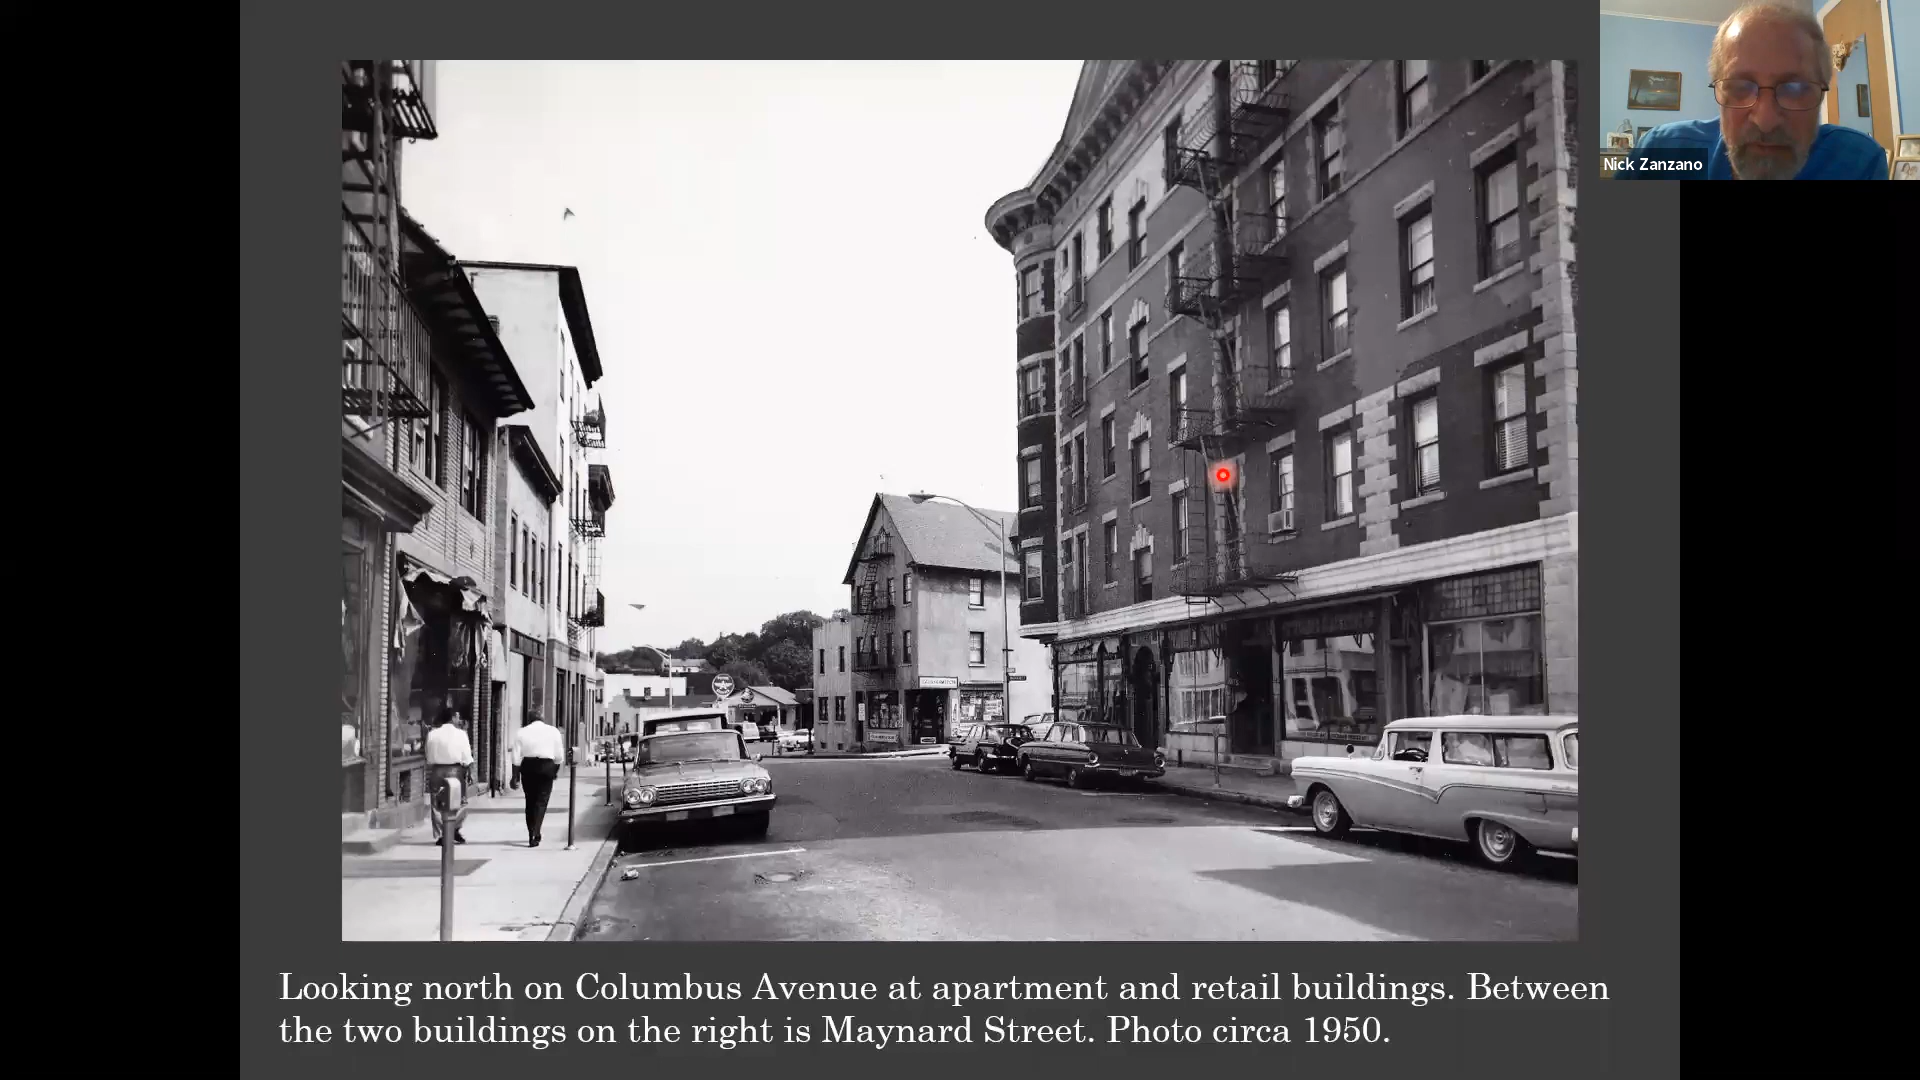 Nick Zanzano
Looking north on Columbus Avenue at apartment and retail buildings. Between
the two buildings on the right is Maynard Street. Photo circa 1950.